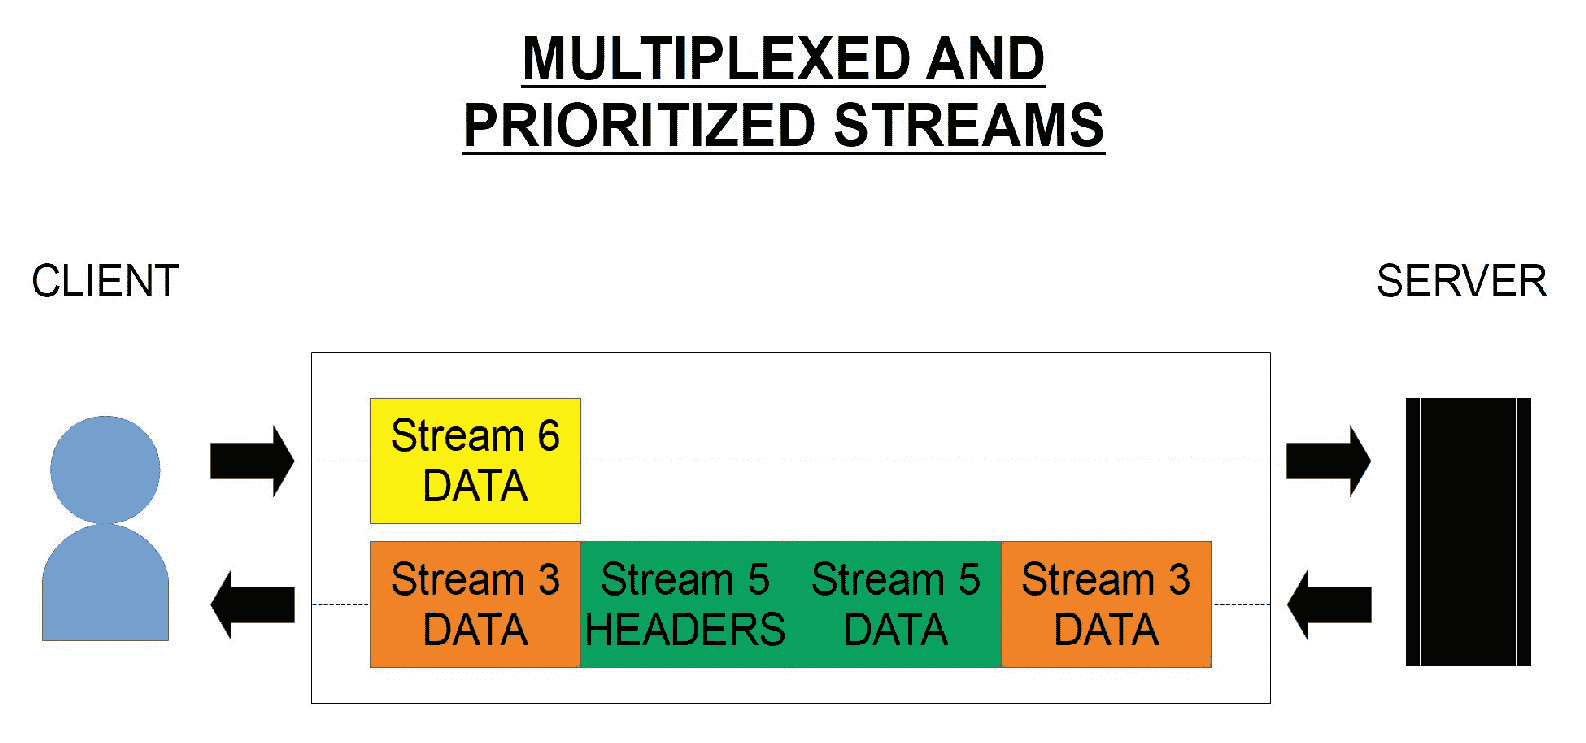 MULTIPLEXED AND
PRIORITIZED STREAMS
CLIENT
SERVER
Stream 6
DATA
Stream 3
DATA
Stream 5
HEADERS
Stream 5
DATA
Stream 3
DATA